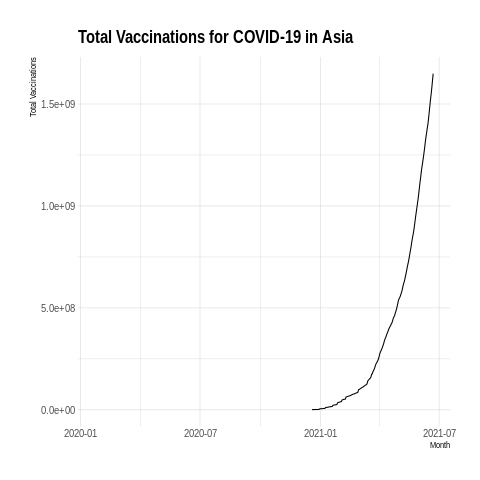 Total Vaccinations for COVID-19 in Asia
Total Vaccinations
1.5e+09
1.0e+09
5.0e+08
0.0e+00
2020-01 2020-07 2021-01 2021-07
Month